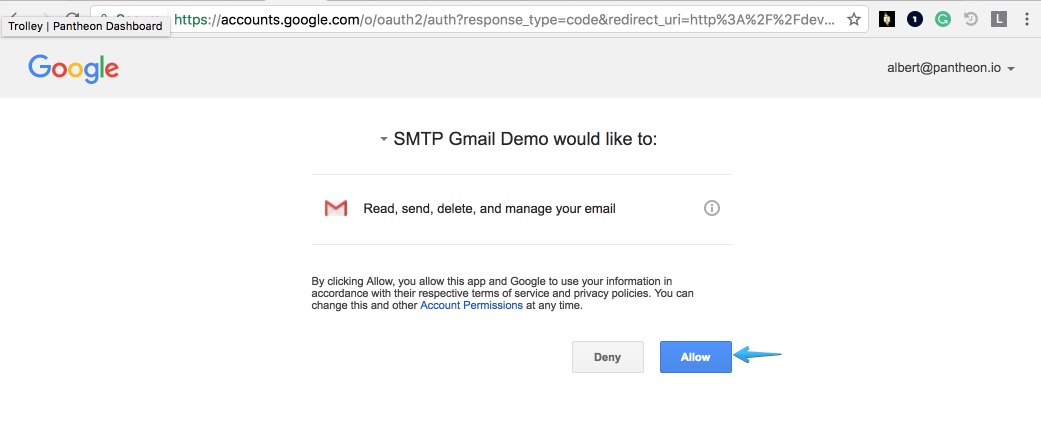 https://accounts.google.com/o/oauth2/auth?response_type=code&redirect_uri=http%3A%2F%2Fdev...
1
G
L
Trolley | Pantheon Dashboard
Google
albert@pantheon.io
SMTP Gmail Demo would like to:
Read, send, delete, and manage your email
By clicking Allow, you allow this app and Google to use your information in
accordance with their respective terms of service and privacy policies. You can
change this and other Account Permissions at any time.
Deny
Allow